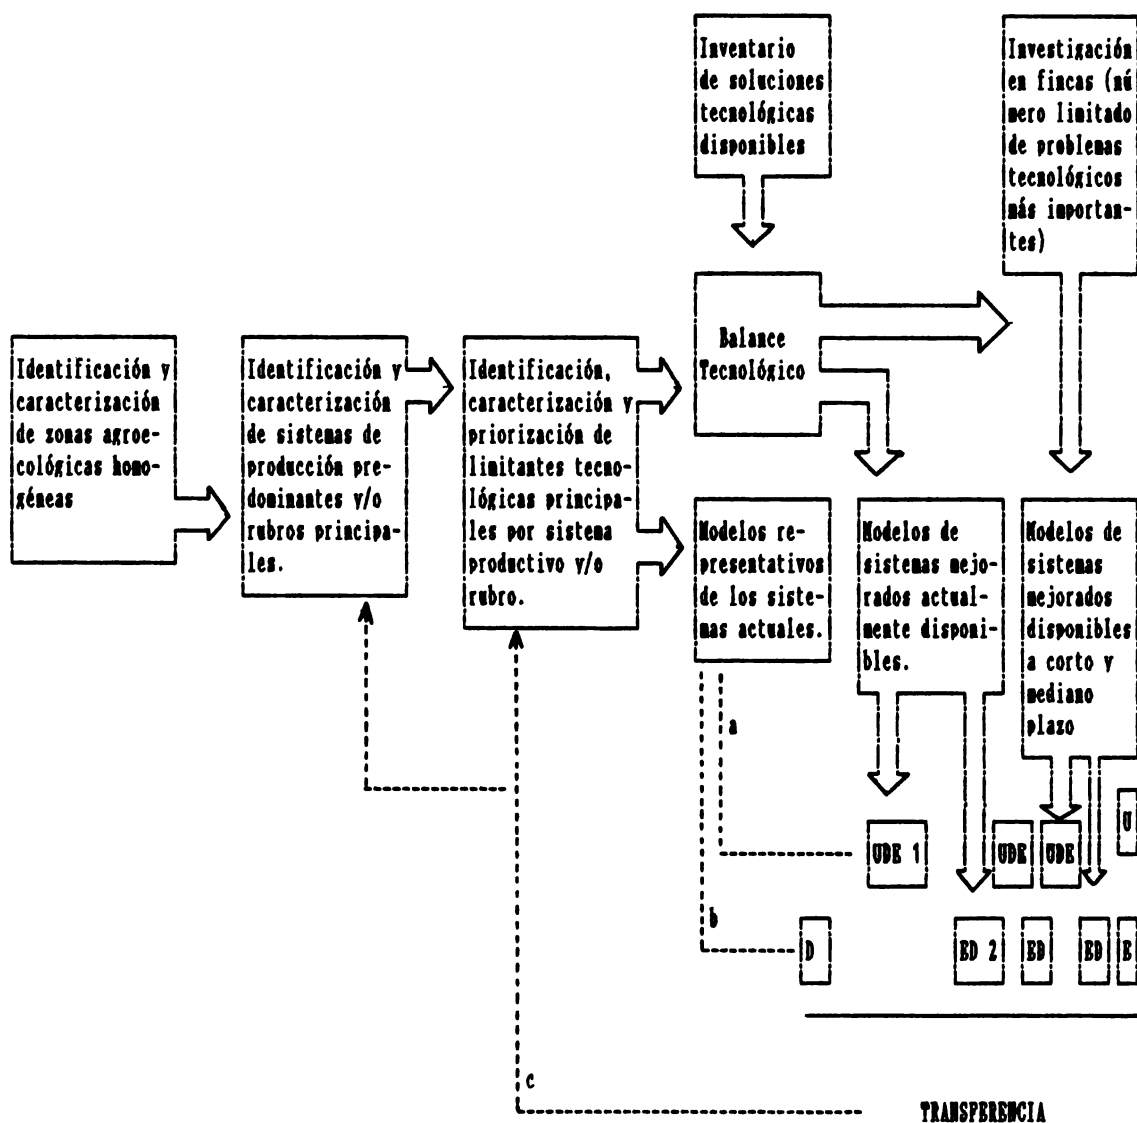 Inventario
de soluciones
tecnológicas
disponibles
Investigación
en fincas (nú
mero limitado
de problemas
tecnológicos
más importan-
tes)
Balance
Tecnológico
Identificación y
caracterización
de zonas agroe-
cológicas homo-
géneas
Identificación y
caracterización
de sistemas de
producción pre-
dominantes y/o
rubros principa-
les.
Identificación,
caracterización y
priorización de
limitantes tecno-
lógicas principa-
les por sistema
productivo y/o
rubro.
Modelos re-
presentativos
de los siste-
mas actuales.
Modelos de
sistemas mejo-
rados actual-
mente disponi-
bles.
Modelos de
sistemas
mejorados
disponibles
a corto y
mediano
plazo
a
U
UDE 1
UDE
UDE
b
D
ED 2
ED
ED
E
c
TRANSFERENCIA